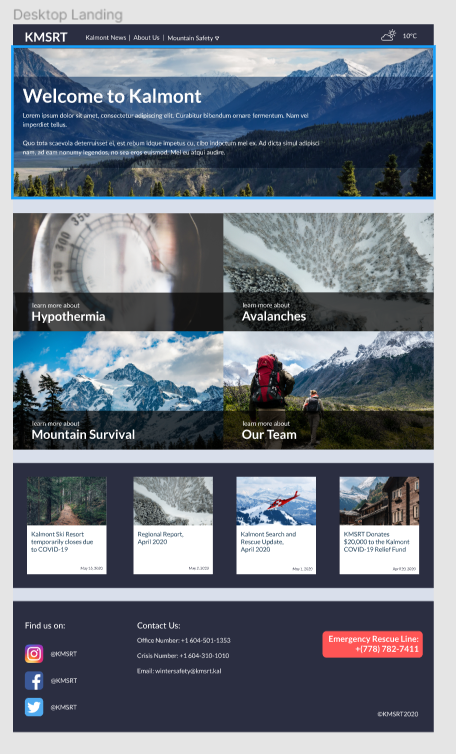 Desktop Landing
KMSRT
Kalmont News | About Us | Mountain Safety ▽
10°C
Welcome to Kalmont
Lorem ipsum dolor sit amet, consectetur adipiscing elit. Curabitur bibendum ornare fermentum. Nam vel
imperdiet tellus.
Quo tota scaevola deterruisset ei, est rebum idque impetus cu, cibo indoctum mei ex. Ad dicta simul adipisci
nam, ad eam nonumy legendos, no sea eros euismod. Mei eu atqui audire.
350
300
250
learn more about
Hypothermia
learn more about
Avalanches
learn more about
Mountain Survival
learn more about
Our Team
Kalmont Ski Resort
temporarily closes due
to COVID-19
May 15, 2020
Regional Report,
April 2020
May 2, 2020
Kalmont Search and
Rescue Update,
April 2020
May 1, 2020
KMSRT Donates
$20,000 to the Kalmont
COVID-19 Relief Fund
April 20, 2020
Find us on:
@KMSRT
@KMSRT
@KMSRT
Contact Us:
Office Number: +1 604-501-1353
Crisis Number: +1 604-310-1010
Email: wintersafety@kmsrt.kal
Emergency Rescue Line:
+(778) 782-7411
©KMSRT2020